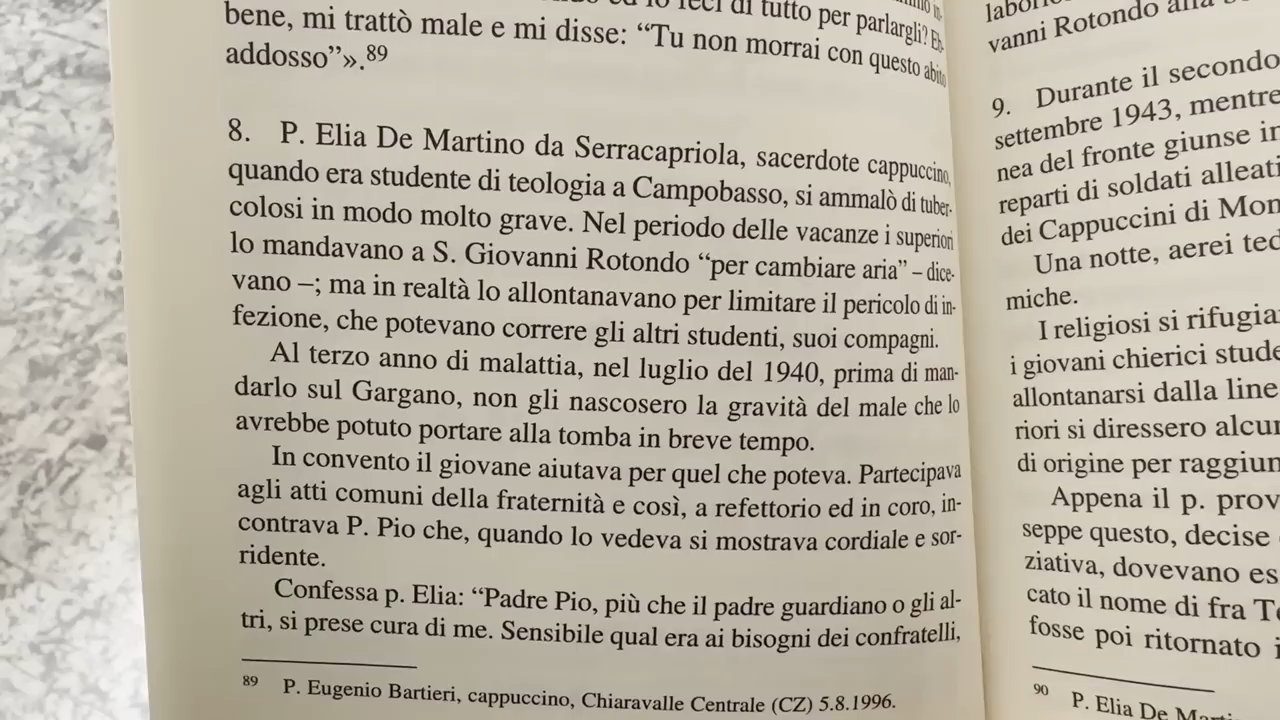 di tutto per parlargli?
bene, mi trattò male e mi disse: “Tu non morrai con questo abito
addosso”».89
8. P. Elia De Martino da Serracapriola, sacerdote cappuccino,
quando era studente di teologia a Campobasso, si ammalò di tuber-
colosi in modo molto grave. Nel periodo delle vacanze i superiori
lo mandavano a S. Giovanni Rotondo “per cambiare aria” – dice-
vano –; ma in realtà lo allontanavano per limitare il pericolo di in-
fezione, che potevano correre gli altri studenti, suoi compagni.
Al terzo anno di malattia, nel luglio del 1940, prima di man-
darlo sul Gargano, non gli nascosero la gravità del male che lo
avrebbe potuto portare alla tomba in breve tempo.
In convento il giovane aiutava per quel che poteva. Partecipava
agli atti comuni della fraternità e così, a refettorio ed in coro, in-
contrava P. Pio che, quando lo vedeva si mostrava cordiale e sor-
ridente.
Confessa p. Elia: “Padre Pio, più che il padre guardiano o gli al-
tri, si prese cura di me. Sensibile qual era ai bisogni dei confratelli,
89 P. Eugenio Bartieri, cappuccino, Chiaravalle Centrale (CZ) 5.8.1996.
vanni Rotondo
9. Durante il secondo
settembre 1943, mentre
nea del fronte giunse in
reparti di soldati alleati
dei Cappuccini di Mon
Una notte, aerei ted
miche.
I religiosi si rifugia
i giovani chierici stude
allontanarsi dalla line
riori si diressero alcun
di origine per raggiun
Appena il p. prov
seppe questo, decise
ziativa, dovevano es
cato il nome di fra Te
fosse poi ritornato i
90 P. Elia De